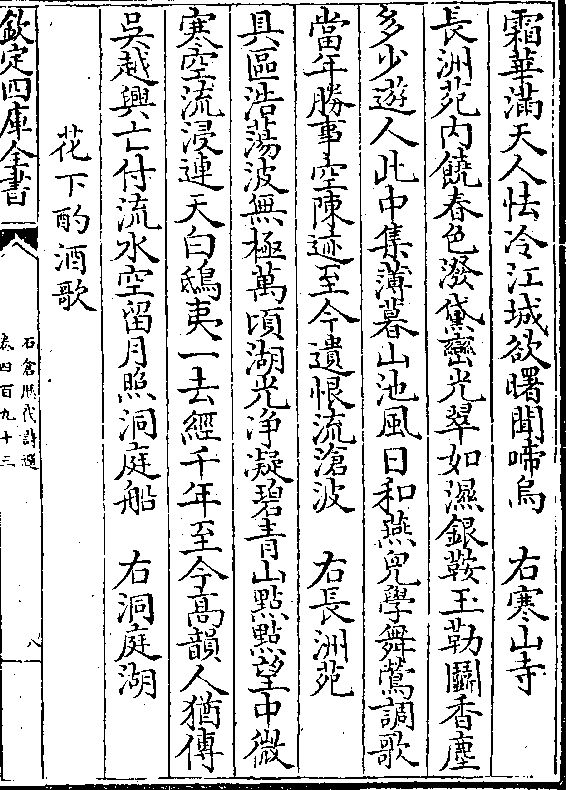 霜華滿天人怯冷江城欲曙聞啼烏　右寒山寺
長洲苑内饒春色潑黛巒光翠如濕銀鞍玉勒鬭香塵
多少遊人此中集薄暮山池風日和燕兒學舞鶯調歌
當年勝事空陳迹至今遺恨流滄波　右長洲苑
具區浩蕩波無極萬頃湖光浄凝碧青山點點望中微
寒空流浸連天白鴟夷一去經千年至今髙韻人猶傳
吳越興亡付流水空留月照洞庭船　右洞庭湖
花下酌酒歌
欽定四庫全書
石倉厯代詩選
卷四百九十三
八